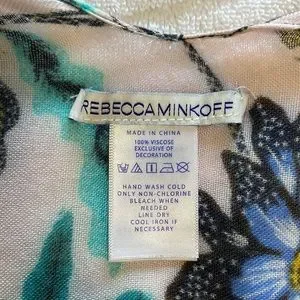 REBECCAMINKOFF
MADE IN CHINA
100% VISCOSE
EXCLUSIVE OF
DECORATION
HAND WASH COLD
ONLY NON-CHLORINE
BLEACH WHEN
NEEDED
LINE DRY
COOL IRON IF
NECESSARY